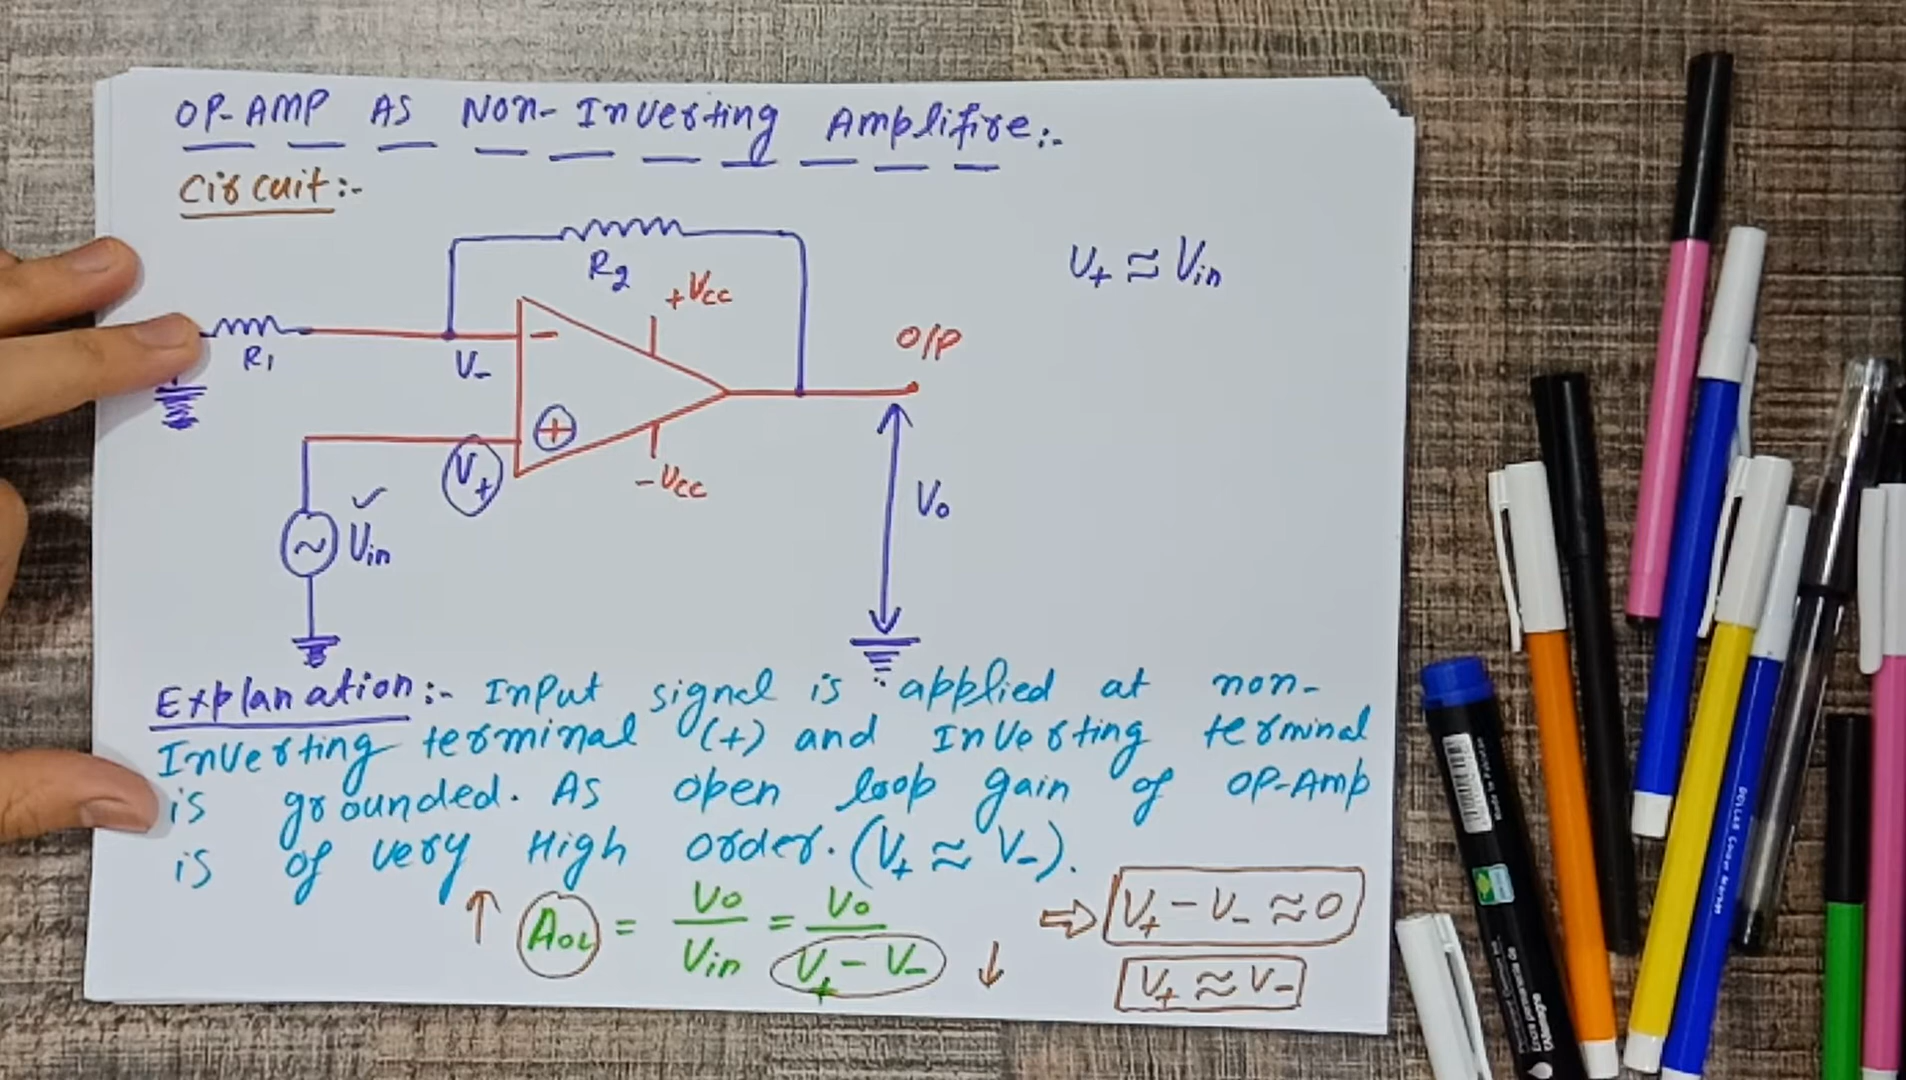 OP-AMP AS Non-Inverting Amplifire:-
Circuit:-
R2
+Vcc
V+ ≈ Vin
O/P
R1
V-
−
+
V+
-Vcc
Vin
Vo
Explanation:- Input signal is applied at non-
Inverting terminal (+) and Inverting terminal
is grounded. As open loop gain of OP-Amp
is of very High order. (V+ ≈ V-).
↑ AOL = Vo/Vin = Vo/(V+ - V-) ↓ ⇒ V+ - V- ≈ 0
V+ ≈ V-